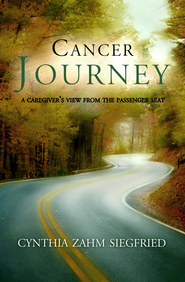 CANCER
JOURNEY
A CAREGIVER'S VIEW FROM THE PASSENGER SEAT
CYNTHIA ZAHM SIEGFRIED